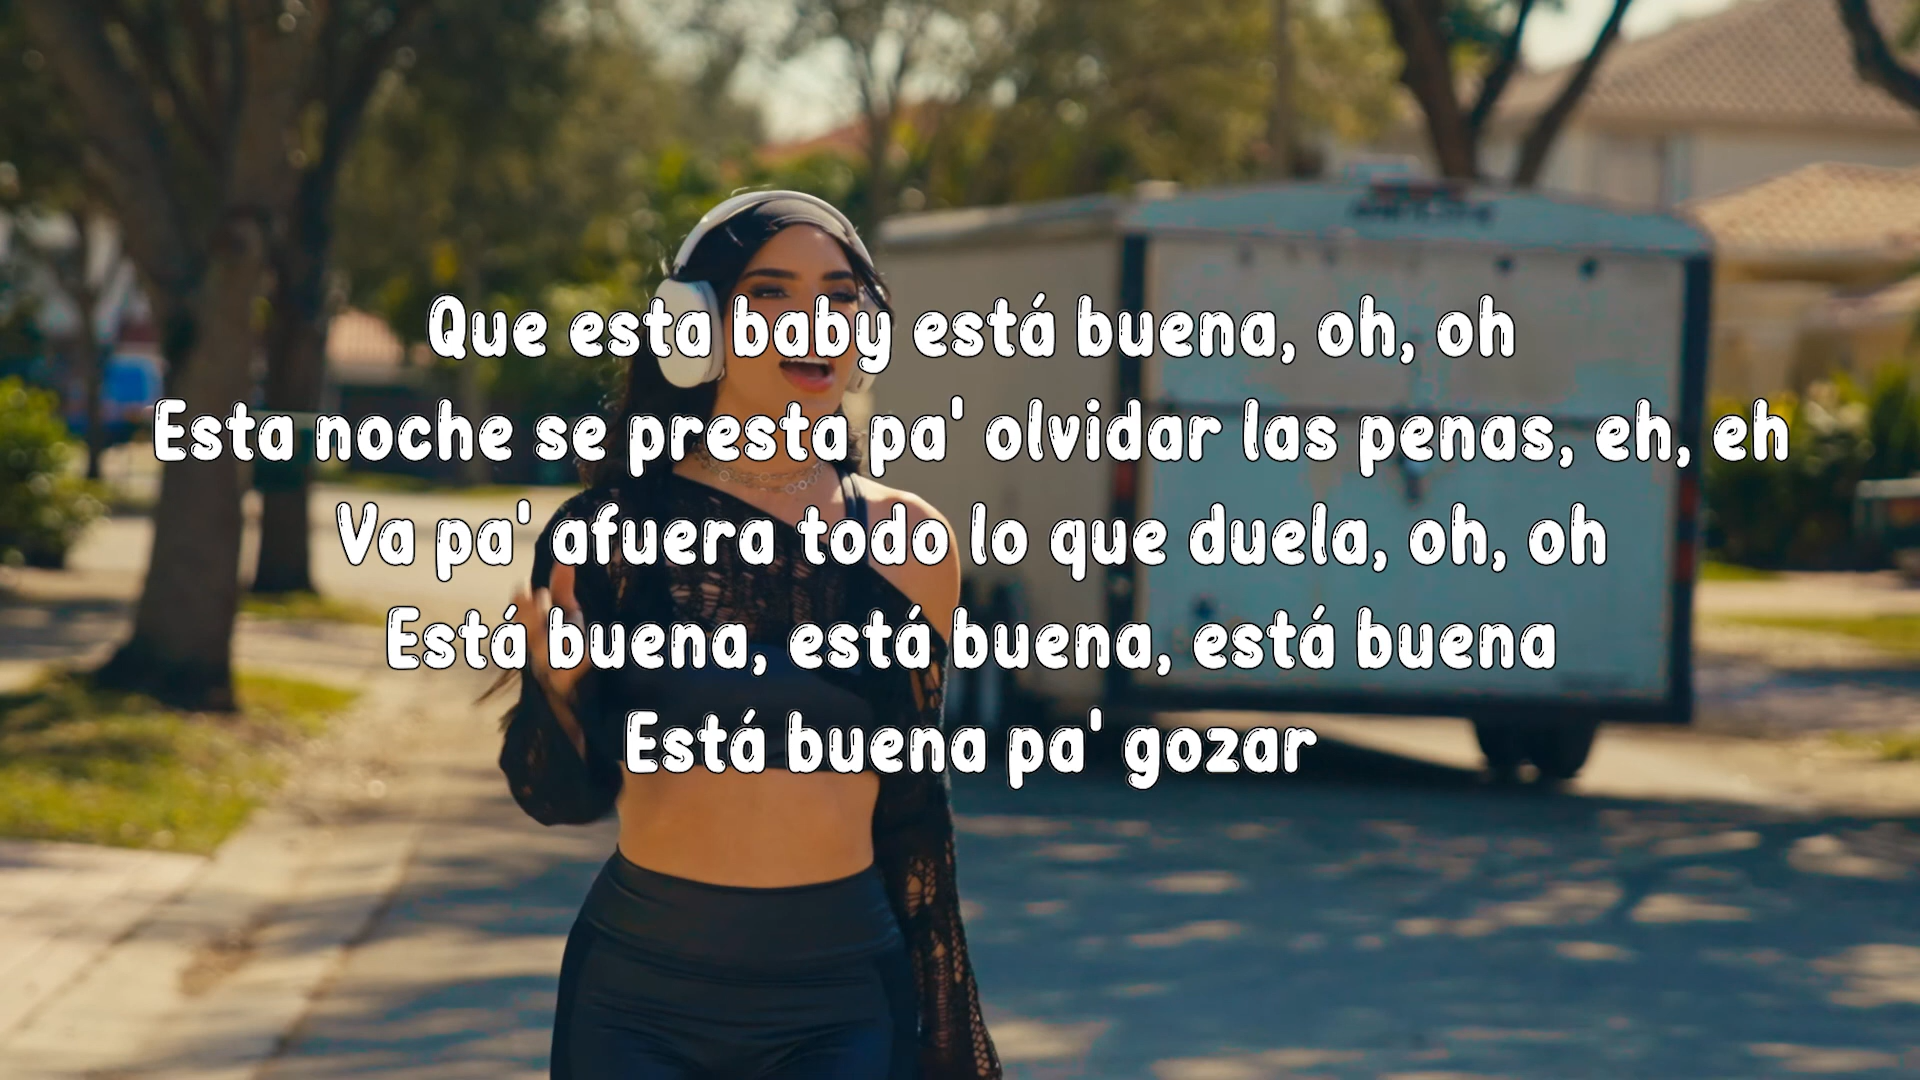 Que esta baby está buena, oh, oh
Esta noche se presta pa' olvidar las penas, eh, eh
Va pa' afuera todo lo que duela, oh, oh
Está buena, está buena, está buena
Está buena pa' gozar